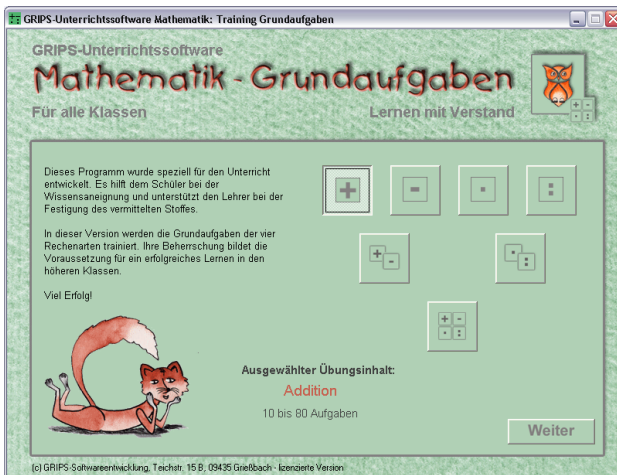 GRIPS-Unterrichtssoftware Mathematik: Training Grundaufgaben
GRIPS-Unterrichtssoftware
Mathematik - Grundaufgaben
Für alle Klassen
Lernen mit Verstand
Dieses Programm wurde speziell für den Unterricht
entwickelt. Es hilft dem Schüler bei der
Wissensaneignung und unterstützt den Lehrer bei der
Festigung des vermittelten Stoffes.
In dieser Version werden die Grundaufgaben der vier
Rechenarten trainiert. Ihre Beherrschung bildet die
Voraussetzung für ein erfolgreiches Lernen in den
höheren Klassen.
Viel Erfolg!
Ausgewählter Übungsinhalt:
Addition
10 bis 80 Aufgaben
Weiter
(c) GRIPS-Softwareentwicklung, Teichstr. 15 B, 09435 Grießbach - lizenzierte Version